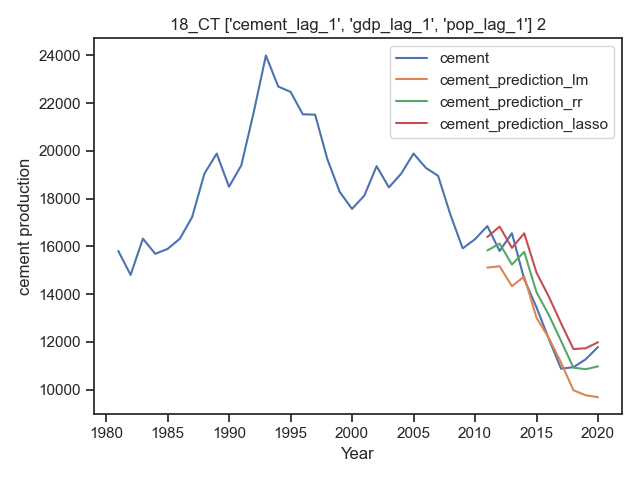 18_CT ['cement_lag_1', 'gdp_lag_1', 'pop_lag_1'] 2
cement production
24000
22000
20000
18000
16000
14000
12000
10000
cement
cement_prediction_lm
cement_prediction_rr
cement_prediction_lasso
1980 1985 1990 1995 2000 2005 2010 2015 2020
Year